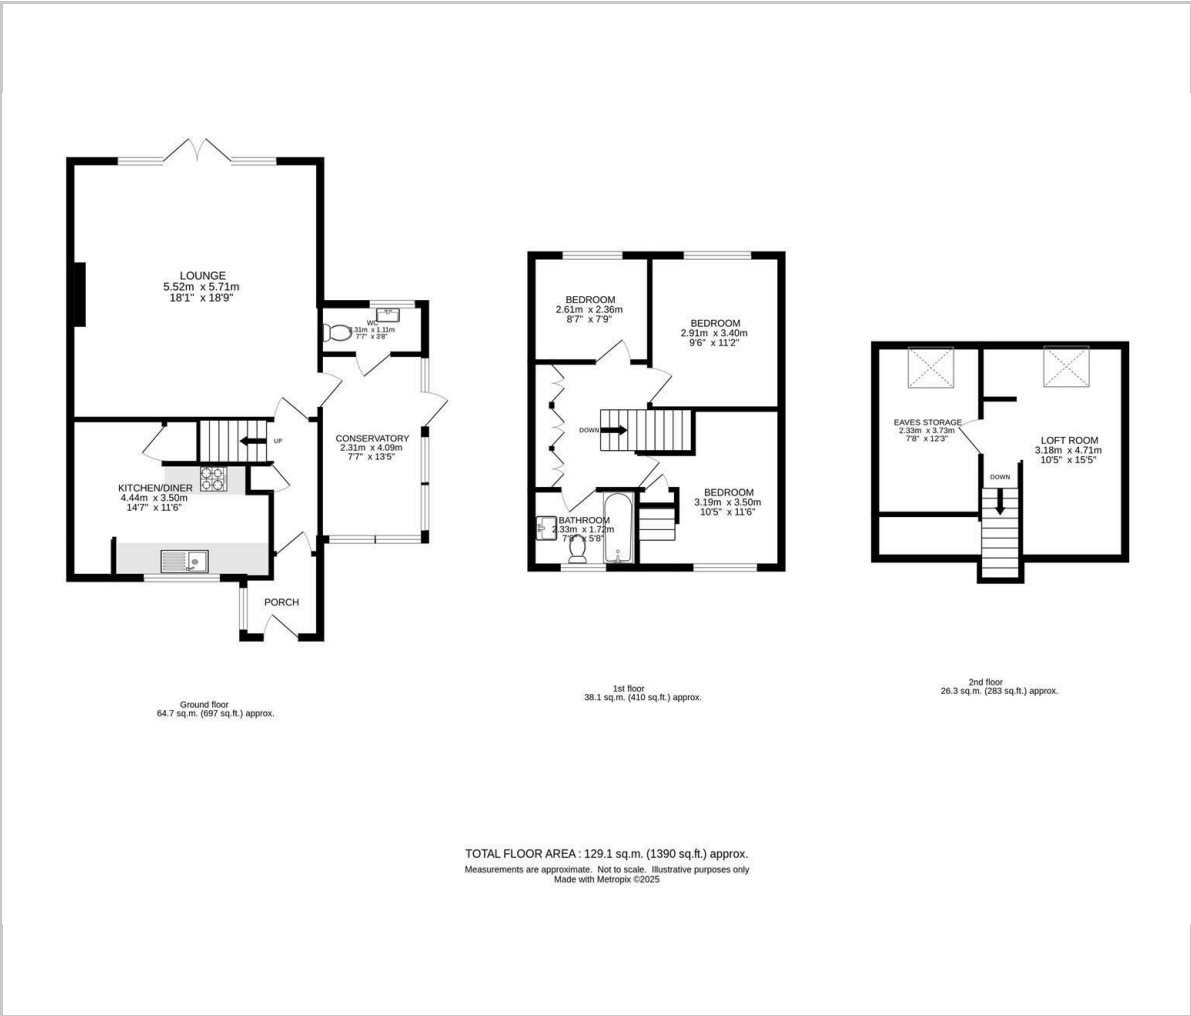 LOUNGE
5.52m x 5.71m
18'1" x 18'9"
WC
2.31m x 1.11m
7'7" x 3'8"
CONSERVATORY
2.31m x 4.09m
7'7" x 13'5"
UP
KITCHEN/DINER
4.44m x 3.50m
14'7" x 11'6"
PORCH
Ground floor
64.7 sq.m. (697 sq.ft.) approx.
BEDROOM
2.61m x 2.36m
8'7" x 7'9"
BEDROOM
2.91m x 3.40m
9'6" x 11'2"
DOWN
BEDROOM
3.19m x 3.50m
10'5" x 11'6"
BATHROOM
2.33m x 1.72m
7'8" x 5'8"
1st floor
38.1 sq.m. (410 sq.ft.) approx.
EAVES STORAGE
2.33m x 3.73m
7'8" x 12'3"
LOFT ROOM
3.18m x 4.71m
10'5" x 15'5"
DOWN
2nd floor
26.3 sq.m. (283 sq.ft.) approx.
TOTAL FLOOR AREA : 129.1 sq.m. (1390 sq.ft.) approx.
Measurements are approximate. Not to scale. Illustrative purposes only
Made with Metropix ©2025